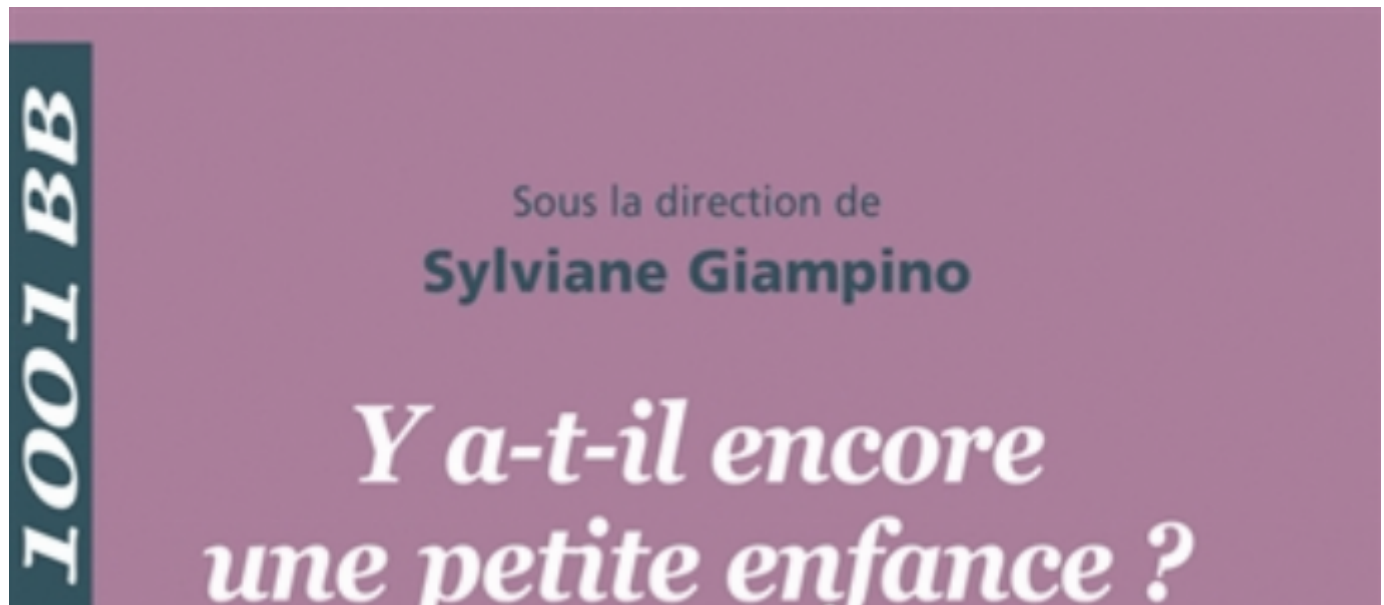 1001 BB
Sous la direction de
Sylviane Giampino
Y a-t-il encore
une petite enfance ?